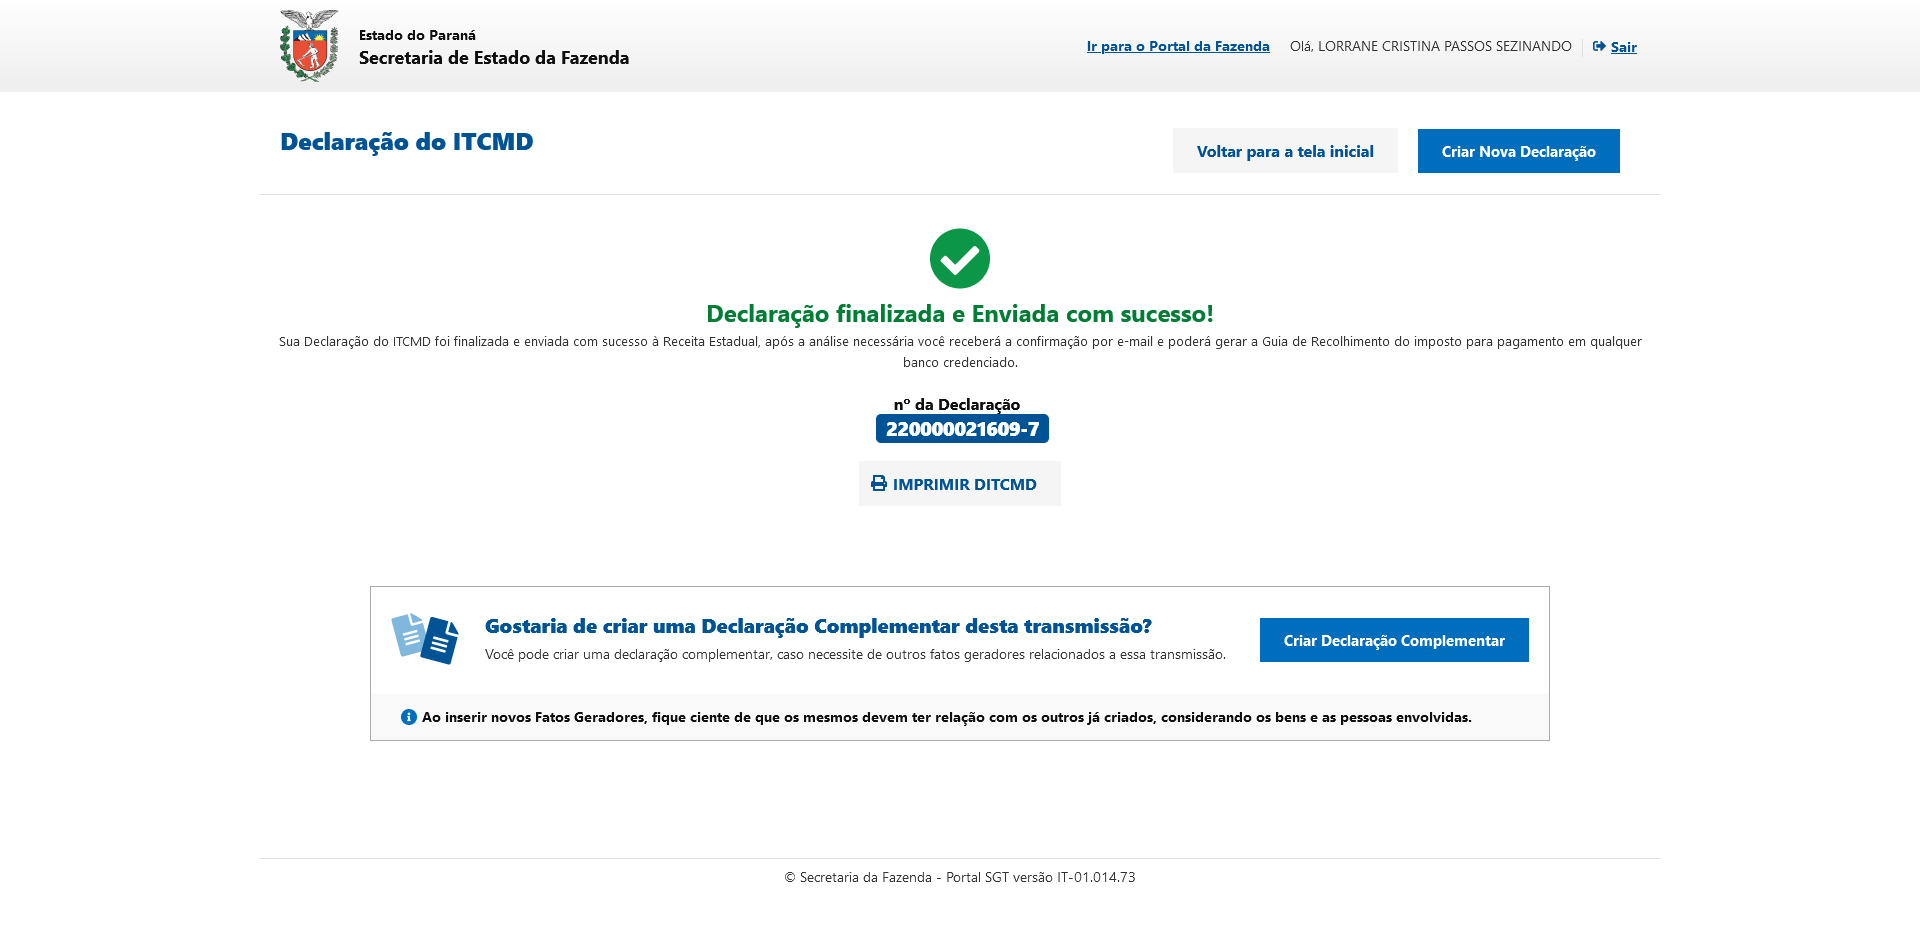 Estado do Paraná
Secretaria de Estado da Fazenda
Ir para o Portal da Fazenda
Olá, LORRANE CRISTINA PASSOS SEZINANDO
Sair
Declaração do ITCMD
Voltar para a tela inicial
Criar Nova Declaração
Declaração finalizada e Enviada com sucesso!
Sua Declaração do ITCMD foi finalizada e enviada com sucesso à Receita Estadual, após a análise necessária você receberá a confirmação por e-mail e poderá gerar a Guia de Recolhimento do imposto para pagamento em qualquer
banco credenciado.
nº da Declaração
220000021609-7
IMPRIMIR DITCMD
Gostaria de criar uma Declaração Complementar desta transmissão?
Você pode criar uma declaração complementar, caso necessite de outros fatos geradores relacionados a essa transmissão.
Criar Declaração Complementar
Ao inserir novos Fatos Geradores, fique ciente de que os mesmos devem ter relação com os outros já criados, considerando os bens e as pessoas envolvidas.
© Secretaria da Fazenda - Portal SGT versão IT-01.014.73